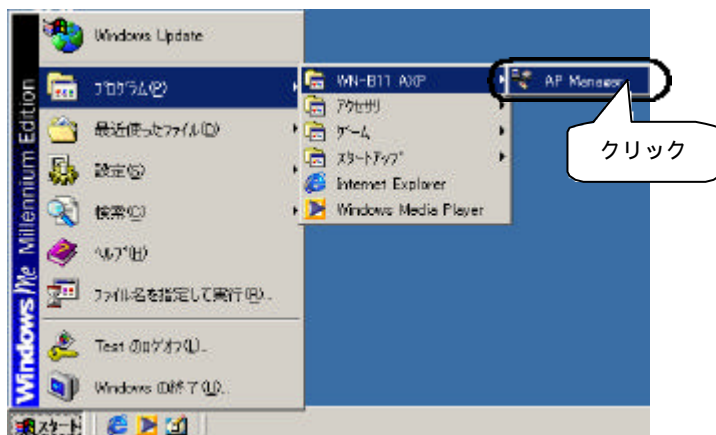 Windows Me Millennium Edition
Windows Update
プログラム(P)
最近使ったファイル(D)
設定(S)
検索(C)
ヘルプ(H)
ファイル名を指定して実行(R)...
Test のログオフ(L)...
Windows の終了(U)...
WN-B11 AXP
アクセサリ
ゲーム
スタートアップ
Internet Explorer
Windows Media Player
AP Manager
クリック
スタート